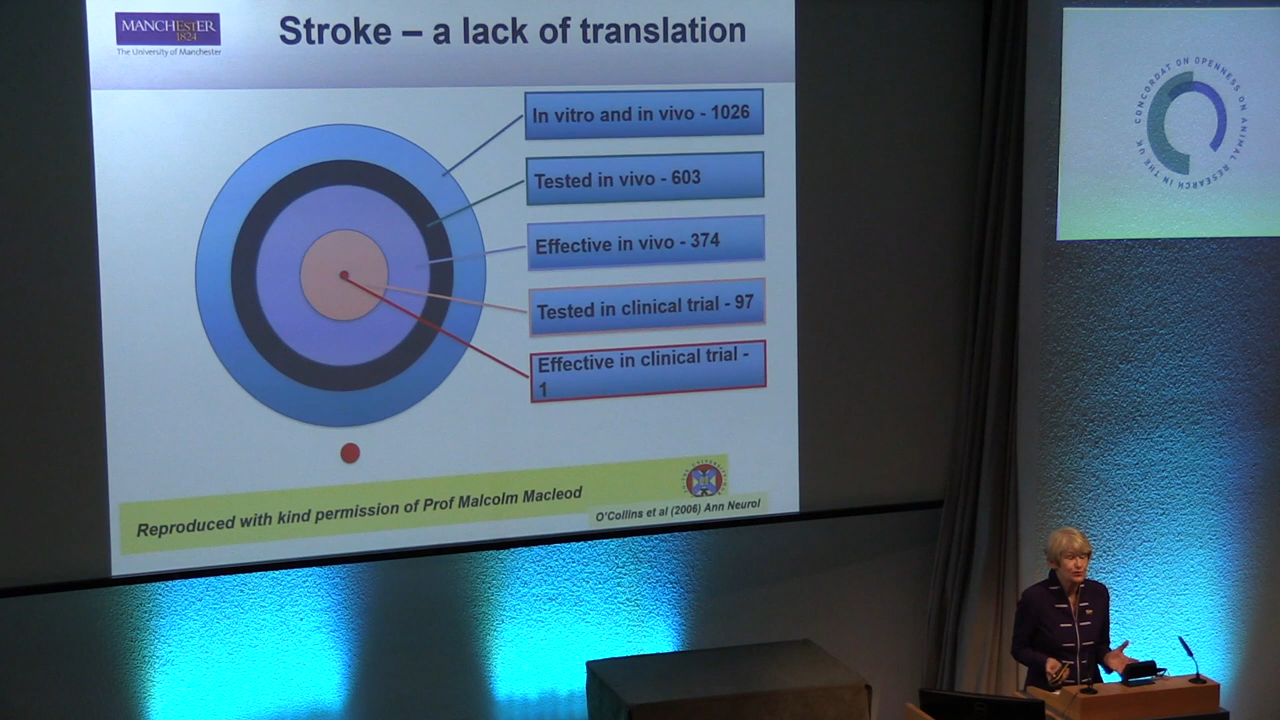 MANCHESTER
1824
The University of Manchester
Stroke – a lack of translation
In vitro and in vivo - 1026
Tested in vivo - 603
Effective in vivo - 374
Tested in clinical trial - 97
Effective in clinical trial -
1
Reproduced with kind permission of Prof Malcolm Macleod
O'Collins et al (2006) Ann Neurol
CONCORDAT ON OPENNESS ON ANIMAL RESEARCH IN THE UK